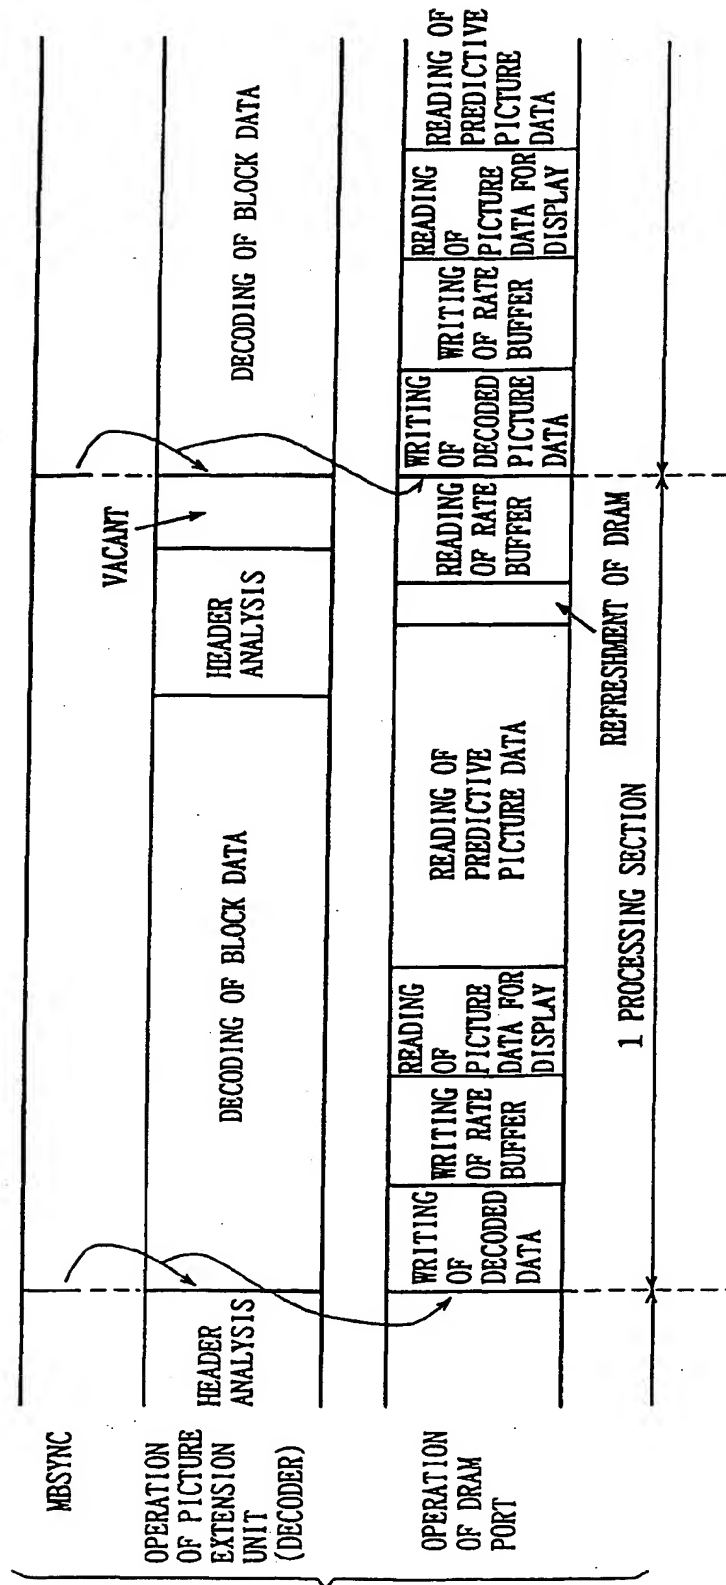 MBSYNC
OPERATION
OF PICTURE
EXTENSION
UNIT
(DECODER)
HEADER
ANALYSIS
DECODING OF BLOCK DATA
HEADER
ANALYSIS
VACANT
DECODING OF BLOCK DATA
OPERATION
OF DRAM
PORT
WRITING
OF
DECODED
DATA
WRITING
OF RATE
BUFFER
READING
OF
PICTURE
DATA FOR
DISPLAY
READING OF
PREDICTIVE
PICTURE DATA
REFRESHMENT OF DRAM
READING
OF RATE
BUFFER
WRITING
OF
DECODED
PICTURE
DATA
WRITING
OF RATE
BUFFER
READING
OF
PICTURE
DATA FOR
DISPLAY
READING OF
PREDICTIVE
PICTURE
DATA
1 PROCESSING SECTION